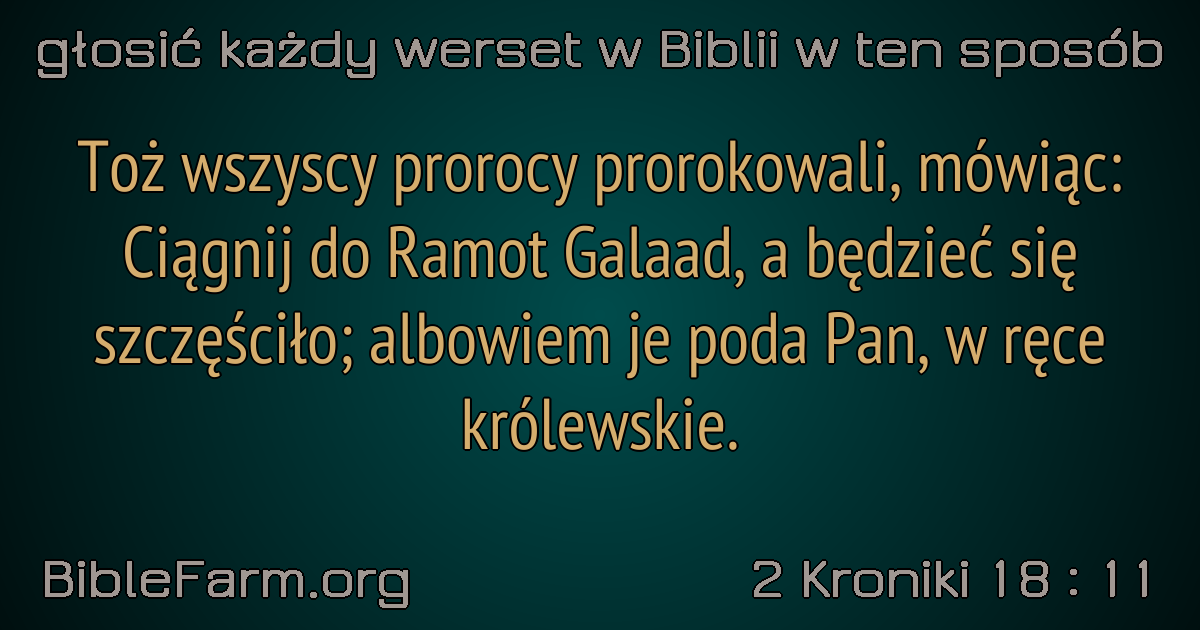 głosić każdy werset w Biblii w ten sposób
Toż wszyscy prorocy prorokowali, mówiąc:
Ciągnij do Ramot Galaad, a będzieć się
szczęściło; albowiem je poda Pan, w ręce
królewskie.
BibleFarm.org
2 Kroniki 18 : 11